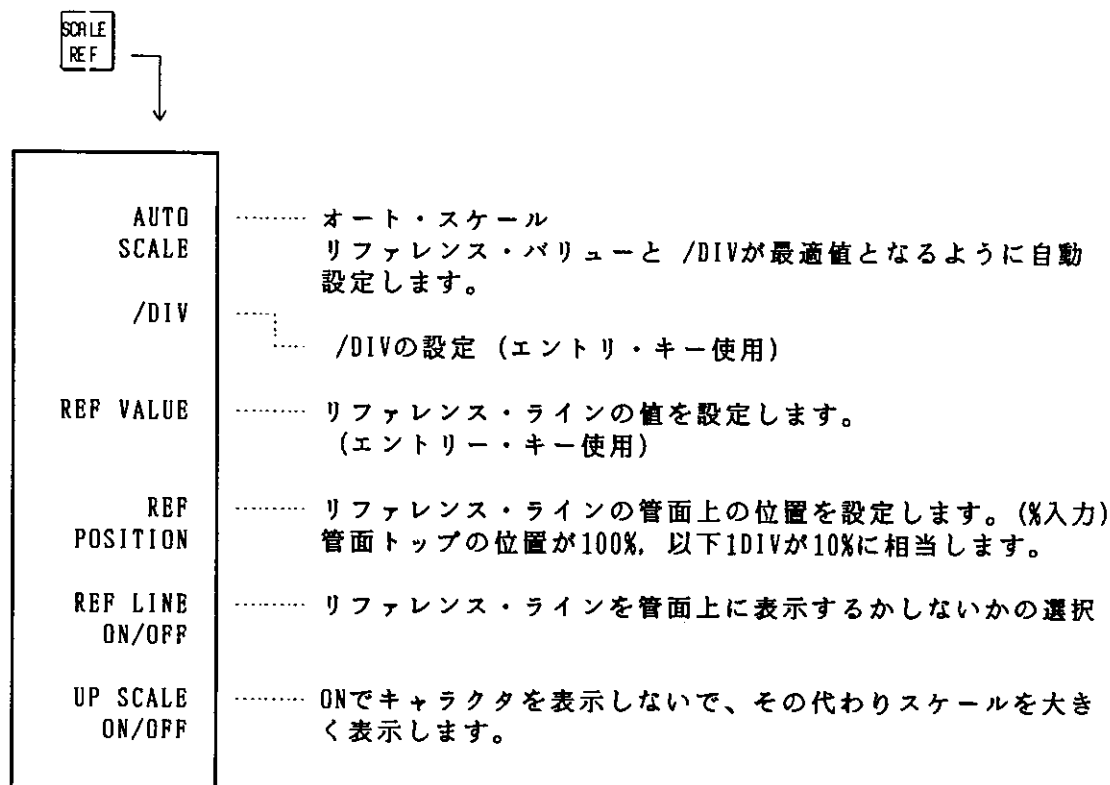 SCALE
REF
AUTO ········· オート・スケール
SCALE リファレンス・バリューと /DIVが最適値となるように自動
設定します。
/DIV
/DIVの設定 (エントリ・キー使用)
REF VALUE ········· リファレンス・ラインの値を設定します。
(エントリー・キー使用)
REF ········· リファレンス・ラインの管面上の位置を設定します。(%入力)
POSITION 管面トップの位置が100%, 以下1DIVが10%に相当します。
REF LINE ········· リファレンス・ラインを管面上に表示するかしないかの選択
ON/OFF
UP SCALE ········· ONでキャラクタを表示しないで、その代わりスケールを大き
ON/OFF く表示します。